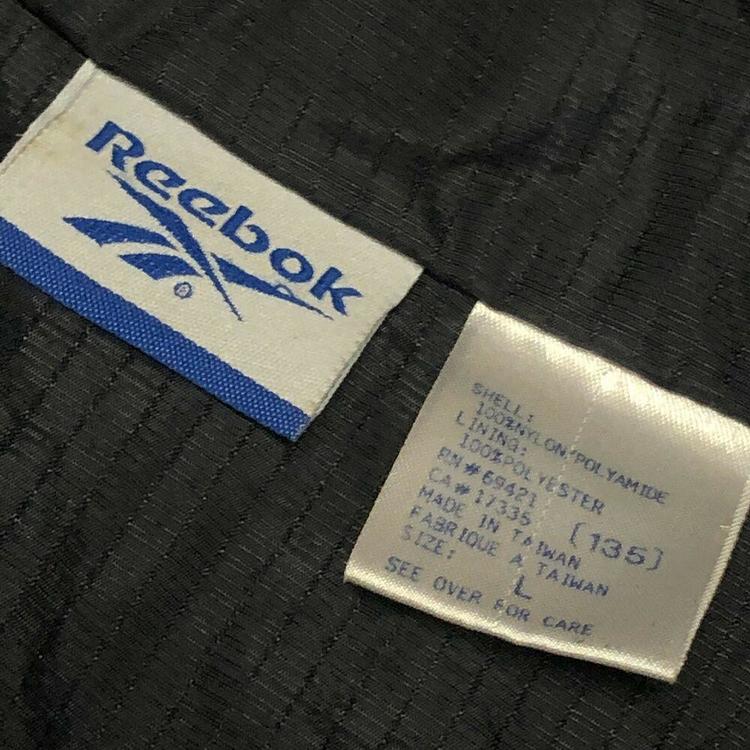 Reebok
®
SHELL:
100%NYLON/POLYAMIDE
LINING:
100%POLYESTER
RN#69421
CA#17335 [135]
MADE IN TAIWAN
FABRIQUE A TAIWAN
SIZE: L
SEE OVER FOR CARE